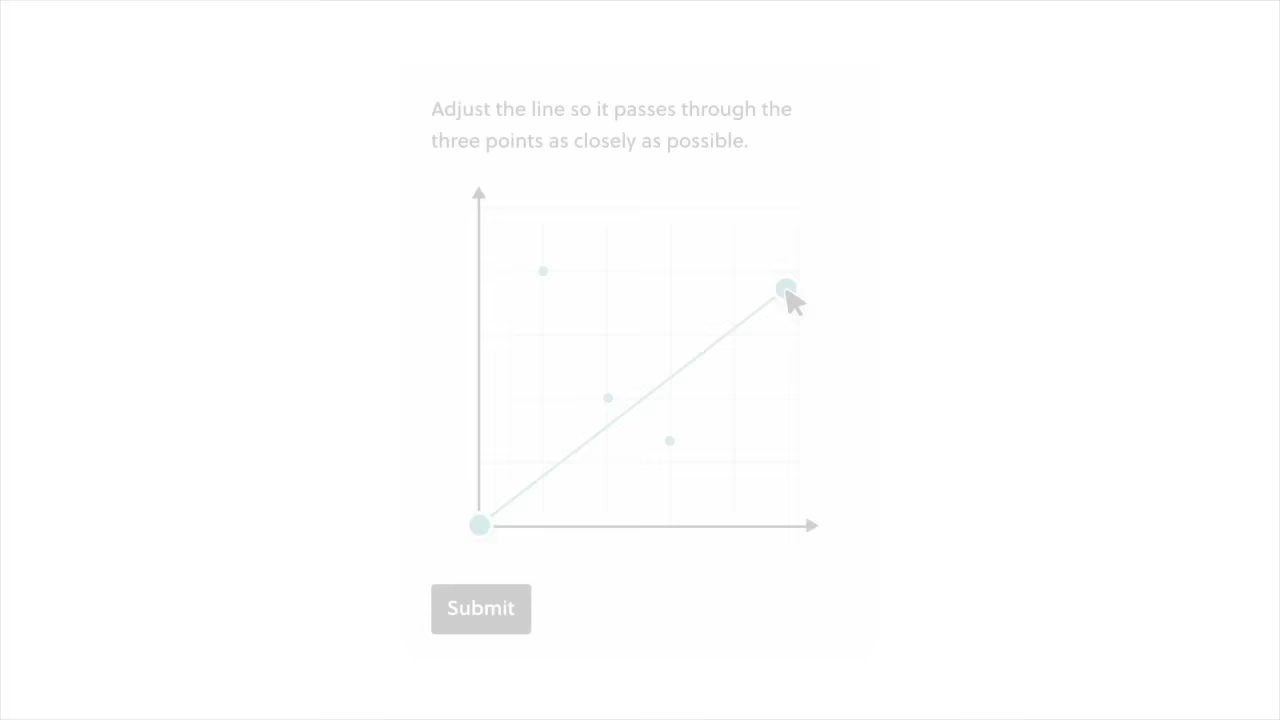 Adjust the line so it passes through the
three points as closely as possible.
Submit